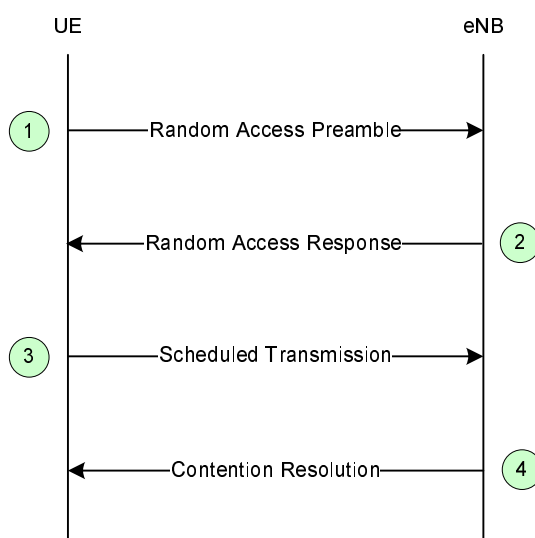 UE
eNB
1
Random Access Preamble
Random Access Response
2
3
Scheduled Transmission
Contention Resolution
4